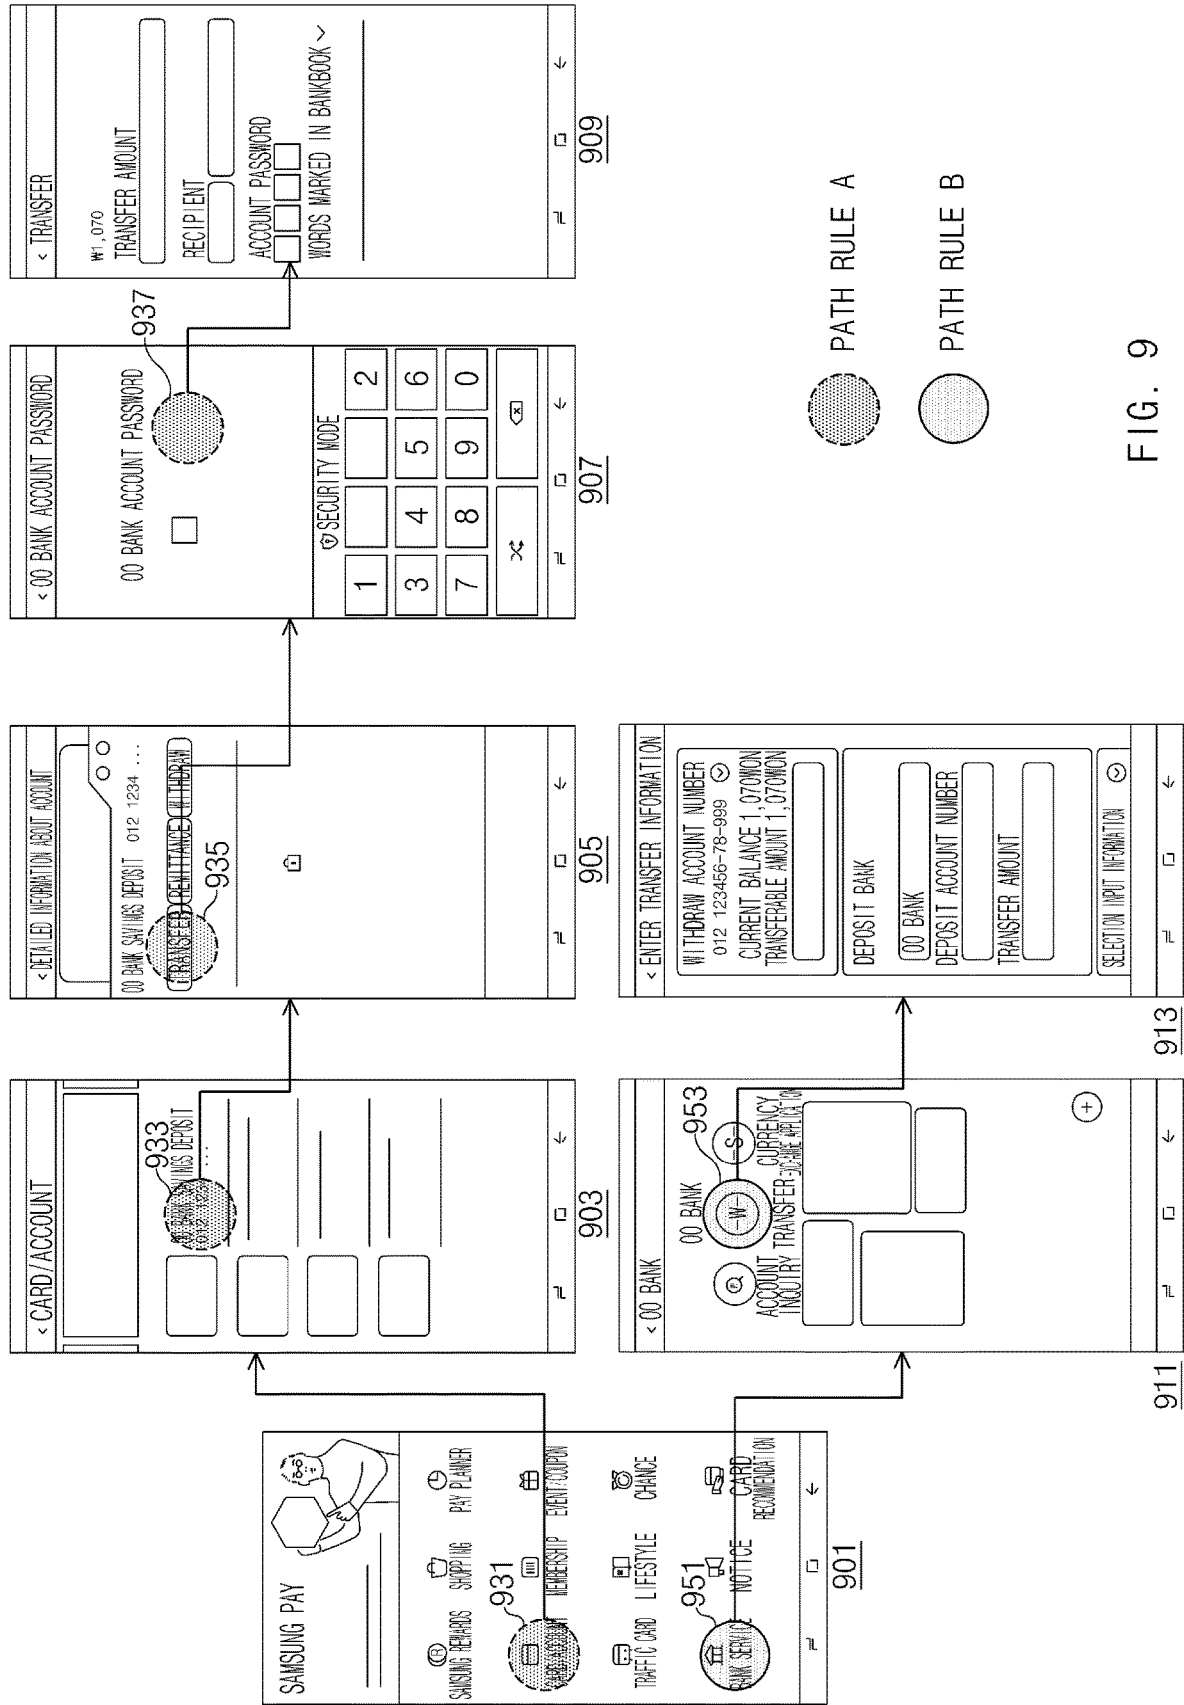 SAMSUNG PAY
SAMSUNG REWARDS
SHOPPING
PAY PLANNER
931
CARD/ACCOUNT
MEMBERSHIP
EVENT/COUPON
TRAFFIC CARD
LIFESTYLE
CHANCE
951
BANK SERVICE
NOTICE
CARD
RECOMMENDATION
901
< CARD/ACCOUNT
933
012 123
...
903
< DETAILED INFORMATION ABOUT ACCOUNT
OO BANK SAVINGS DEPOSIT 012 1234 ...
TRANSFER
REMITTANCE
WITHDRAW
935
905
< OO BANK ACCOUNT PASSWORD
OO BANK ACCOUNT PASSWORD
937
SECURITY MODE
1 2
3 4 5 6
7 8 9 0
907
< TRANSFER
₩1,070
TRANSFER AMOUNT
RECIPIENT
ACCOUNT PASSWORD
WORDS MARKED IN BANKBOOK
909
< OO BANK
OO BANK
953
W
S
ACCOUNT
INQUIRY
TRANSFER
CURRENCY
EXCHANGE APPLICATION
911
< ENTER TRANSFER INFORMATION
WITHDRAW ACCOUNT NUMBER
012 123456-78-999
CURRENT BALANCE 1,070WON
TRANSFERABLE AMOUNT 1,070WON
DEPOSIT BANK
OO BANK
DEPOSIT ACCOUNT NUMBER
TRANSFER AMOUNT
SELECTION INPUT INFORMATION
913
PATH RULE A
PATH RULE B
FIG. 9